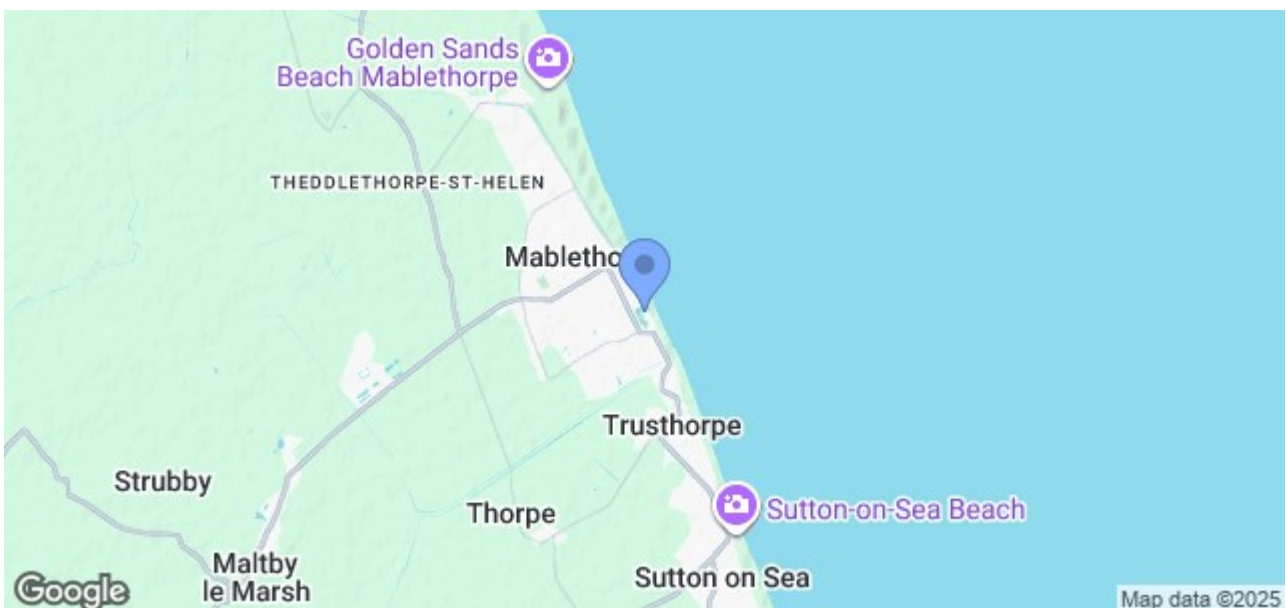 Golden Sands
Beach Mablethorpe
THEDDLETHORPE-ST-HELEN
Mabletho
Trusthorpe
Strubby
Thorpe
Sutton-on-Sea Beach
Maltby
le Marsh
Sutton on Sea
Google
Map data ©2025